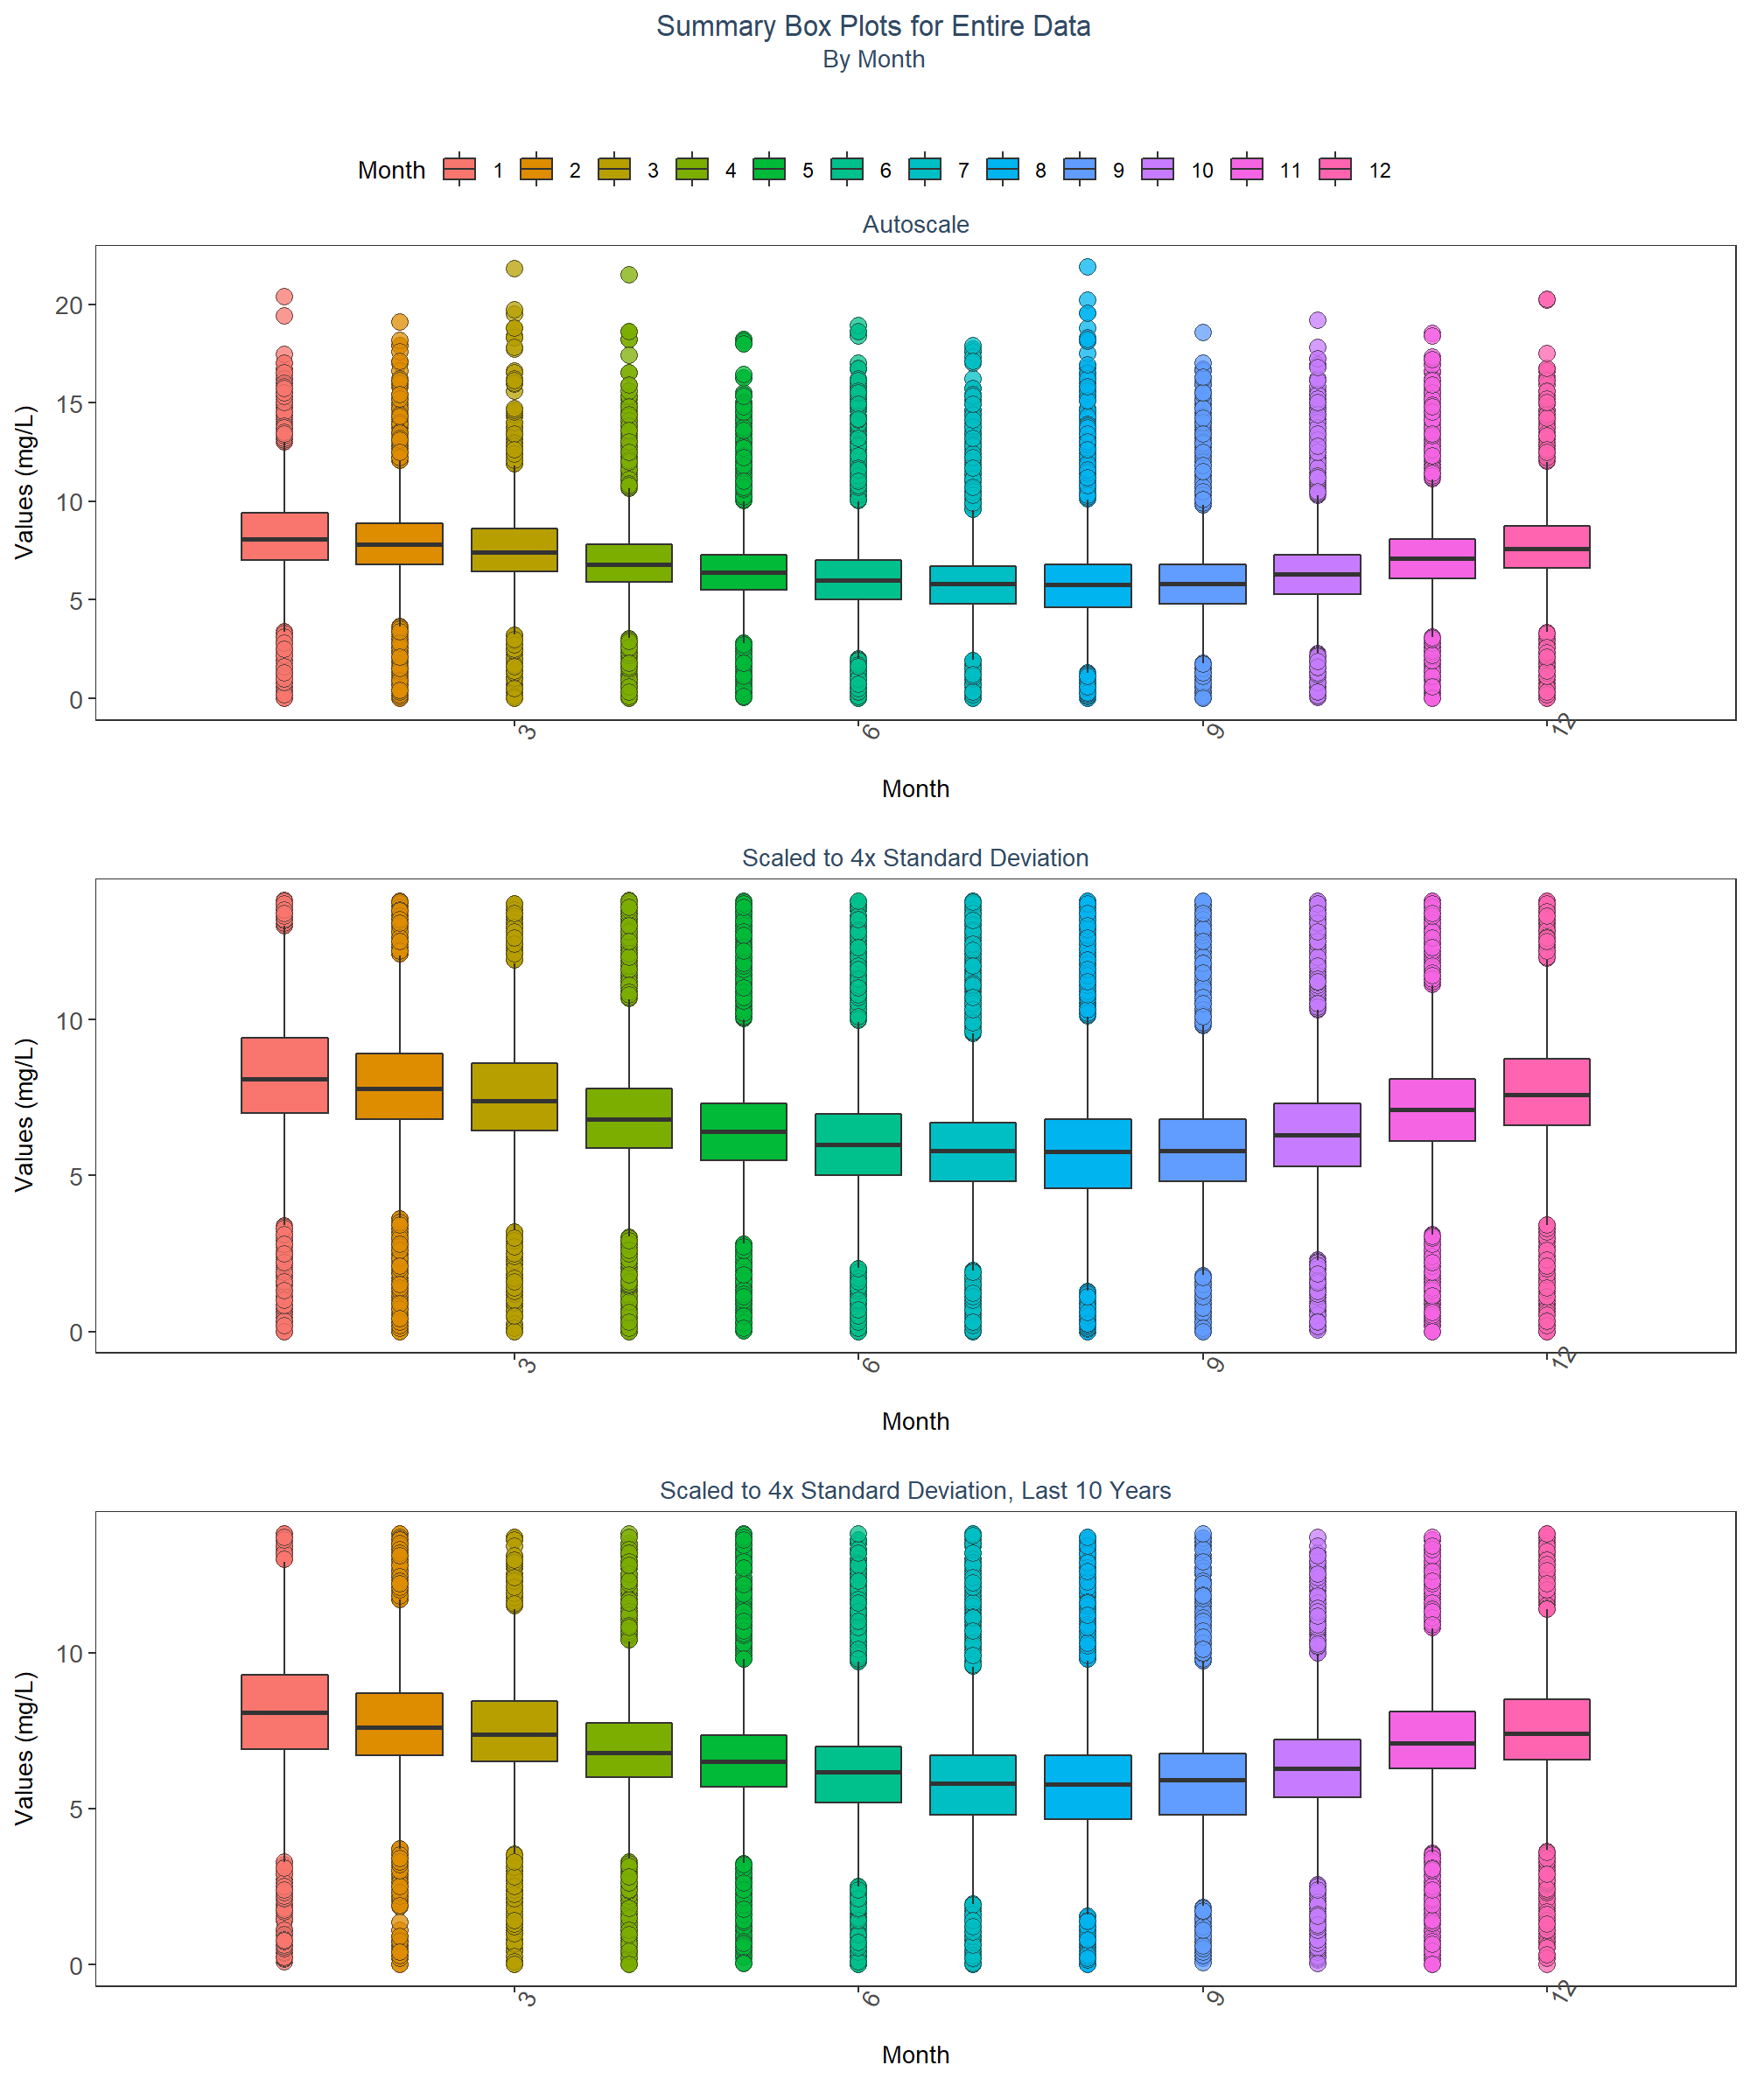 Summary Box Plots for Entire Data
By Month
Month 1 2 3 4 5 6 7 8 9 10 11 12
Autoscale
Values (mg/L)
20
15
10
5
0
3 6 9 12
Month
Scaled to 4x Standard Deviation
Values (mg/L)
10
5
0
3 6 9 12
Month
Scaled to 4x Standard Deviation, Last 10 Years
Values (mg/L)
10
5
0
3 6 9 12
Month